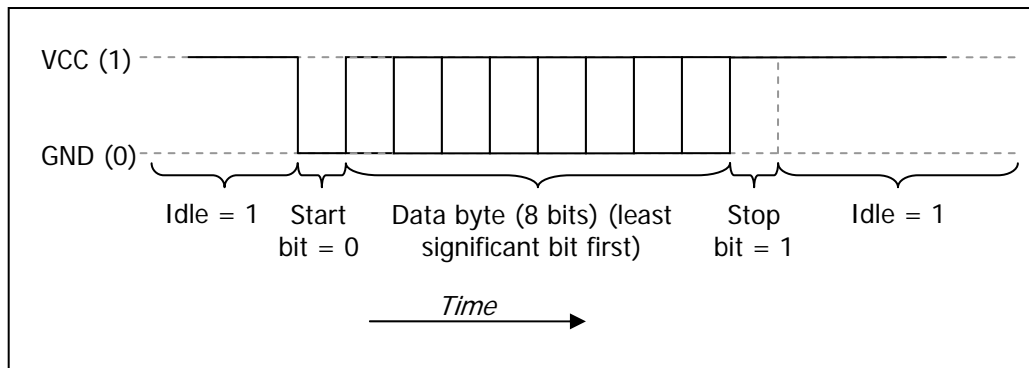 VCC (1)
GND (0)
Idle = 1
Start
bit = 0
Data byte (8 bits) (least
significant bit first)
Stop
bit = 1
Idle = 1
Time